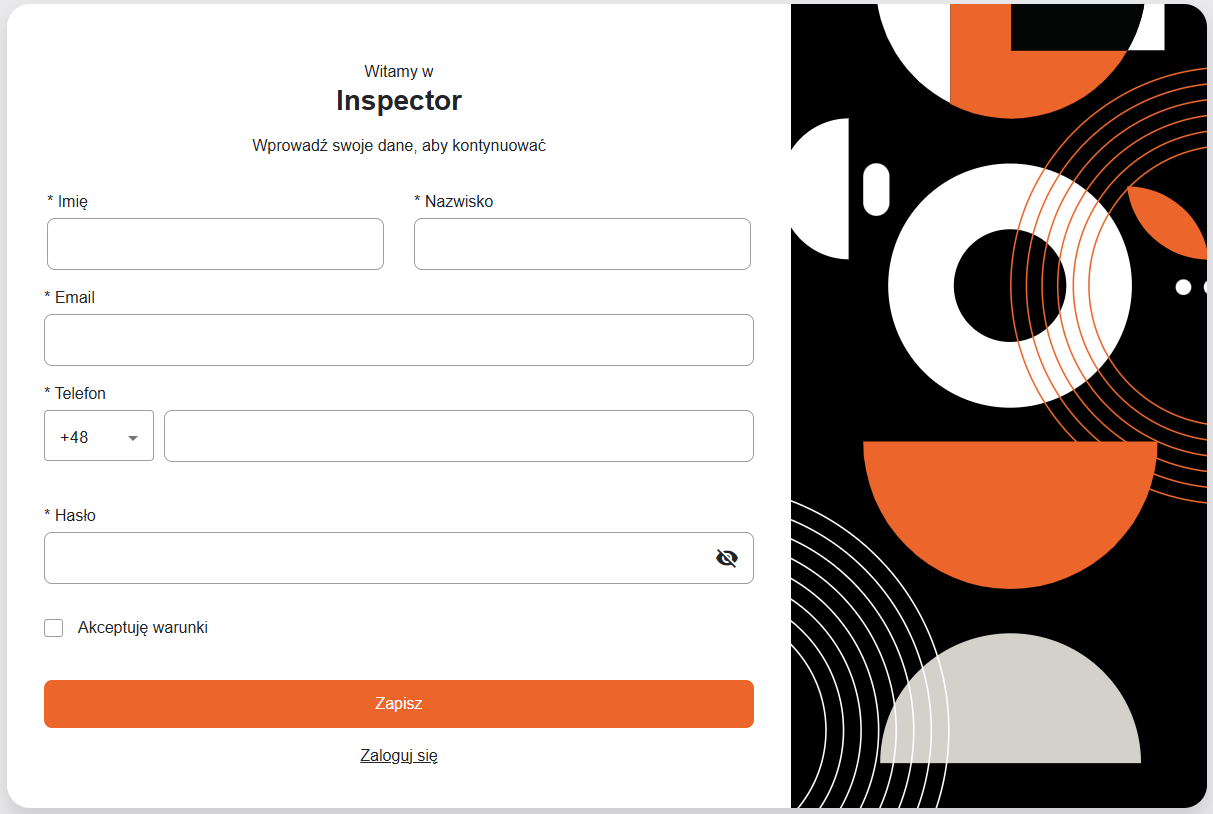 Witamy w
Inspector
Wprowadź swoje dane, aby kontynuować
* Imię
* Nazwisko
* Email
* Telefon
+48
* Hasło
Akceptuję warunki
Zapisz
Zaloguj się